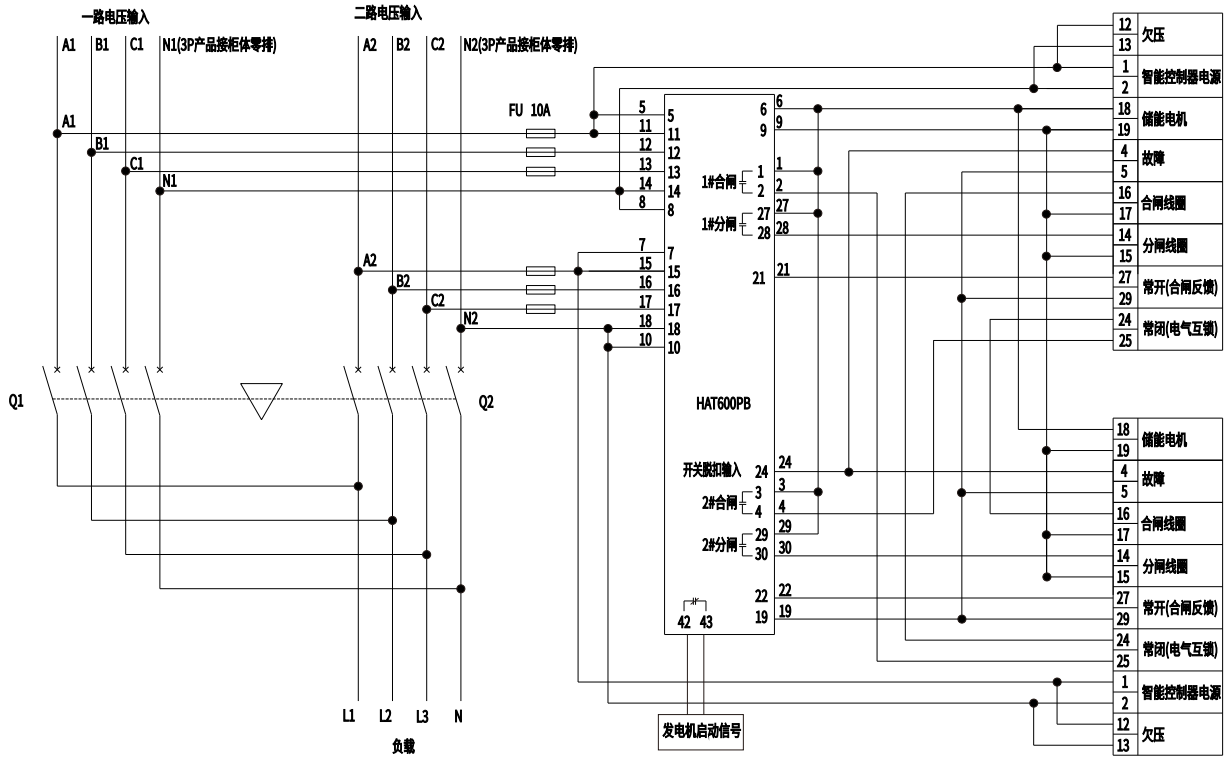 一路电压输入 二路电压输入
A1 B1 C1 N1(3P产品接柜体零排) A2 B2 C2 N2(3P产品接柜体零排)
FU 10A
A1
B1
C1
N1
A2
B2
C2
N2
5 5
11 11
12 12
13 13
14 14
8 8
7 7
15 15
16 16
17 17
18 18
10 10
6 6
9 9
1#合闸 1 1
2 2
1#分闸 27 27
28 28
21 21
HAT600PB
开关脱扣输入 24 24
2#合闸 3 3
4 4
2#分闸 29 29
30 30
22 22
19 19
42 43
发电机启动信号
Q1 Q2
L1 L2 L3 N
负载
12 欠压
13
1 智能控制器电源
2
18 储能电机
19
4 故障
5
16 合闸线圈
17
14 分闸线圈
15
27 常开(合闸反馈)
29
24 常闭(电气互锁)
25
18 储能电机
19
4 故障
5
16 合闸线圈
17
14 分闸线圈
15
27 常开(合闸反馈)
29
24 常闭(电气互锁)
25
1 智能控制器电源
2
12 欠压
13